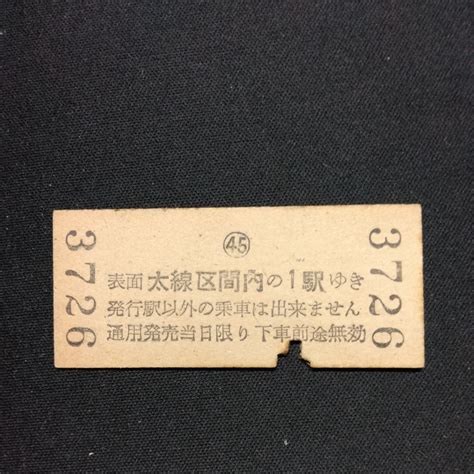 3726
㊺
表面 太線区間内の1駅ゆき
発行駅以外の乗車は出来ません
通用発売当日限り下車前途無効
3726